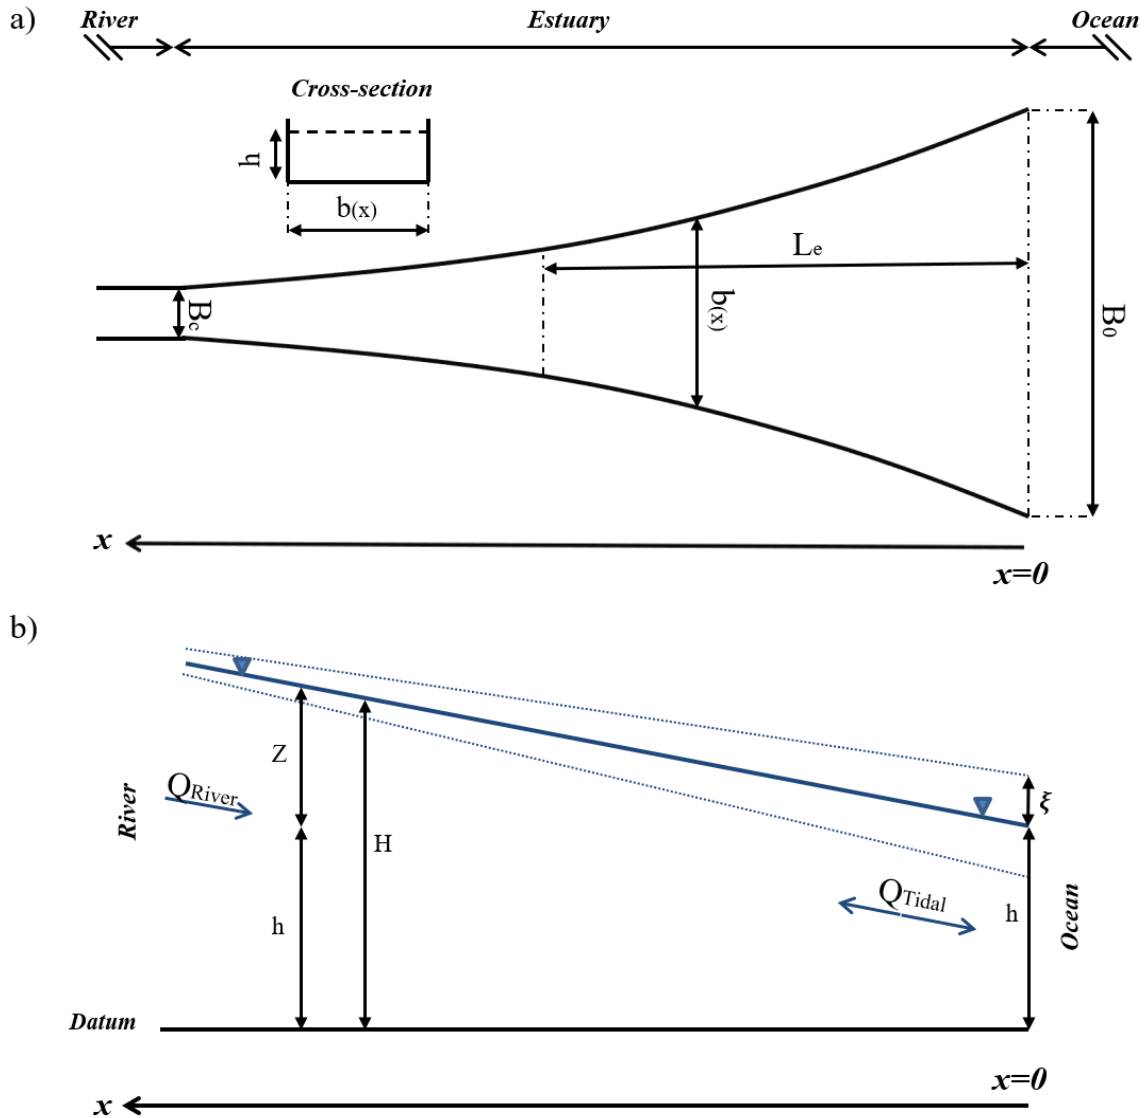 a)
River Estuary Ocean
Cross-section
h
b(x)
Le
Bc
b(x)
B0
x
x=0
b)
Z
QRiver
River
ξ
H
QTidal
h
h
Ocean
Datum
x=0
x